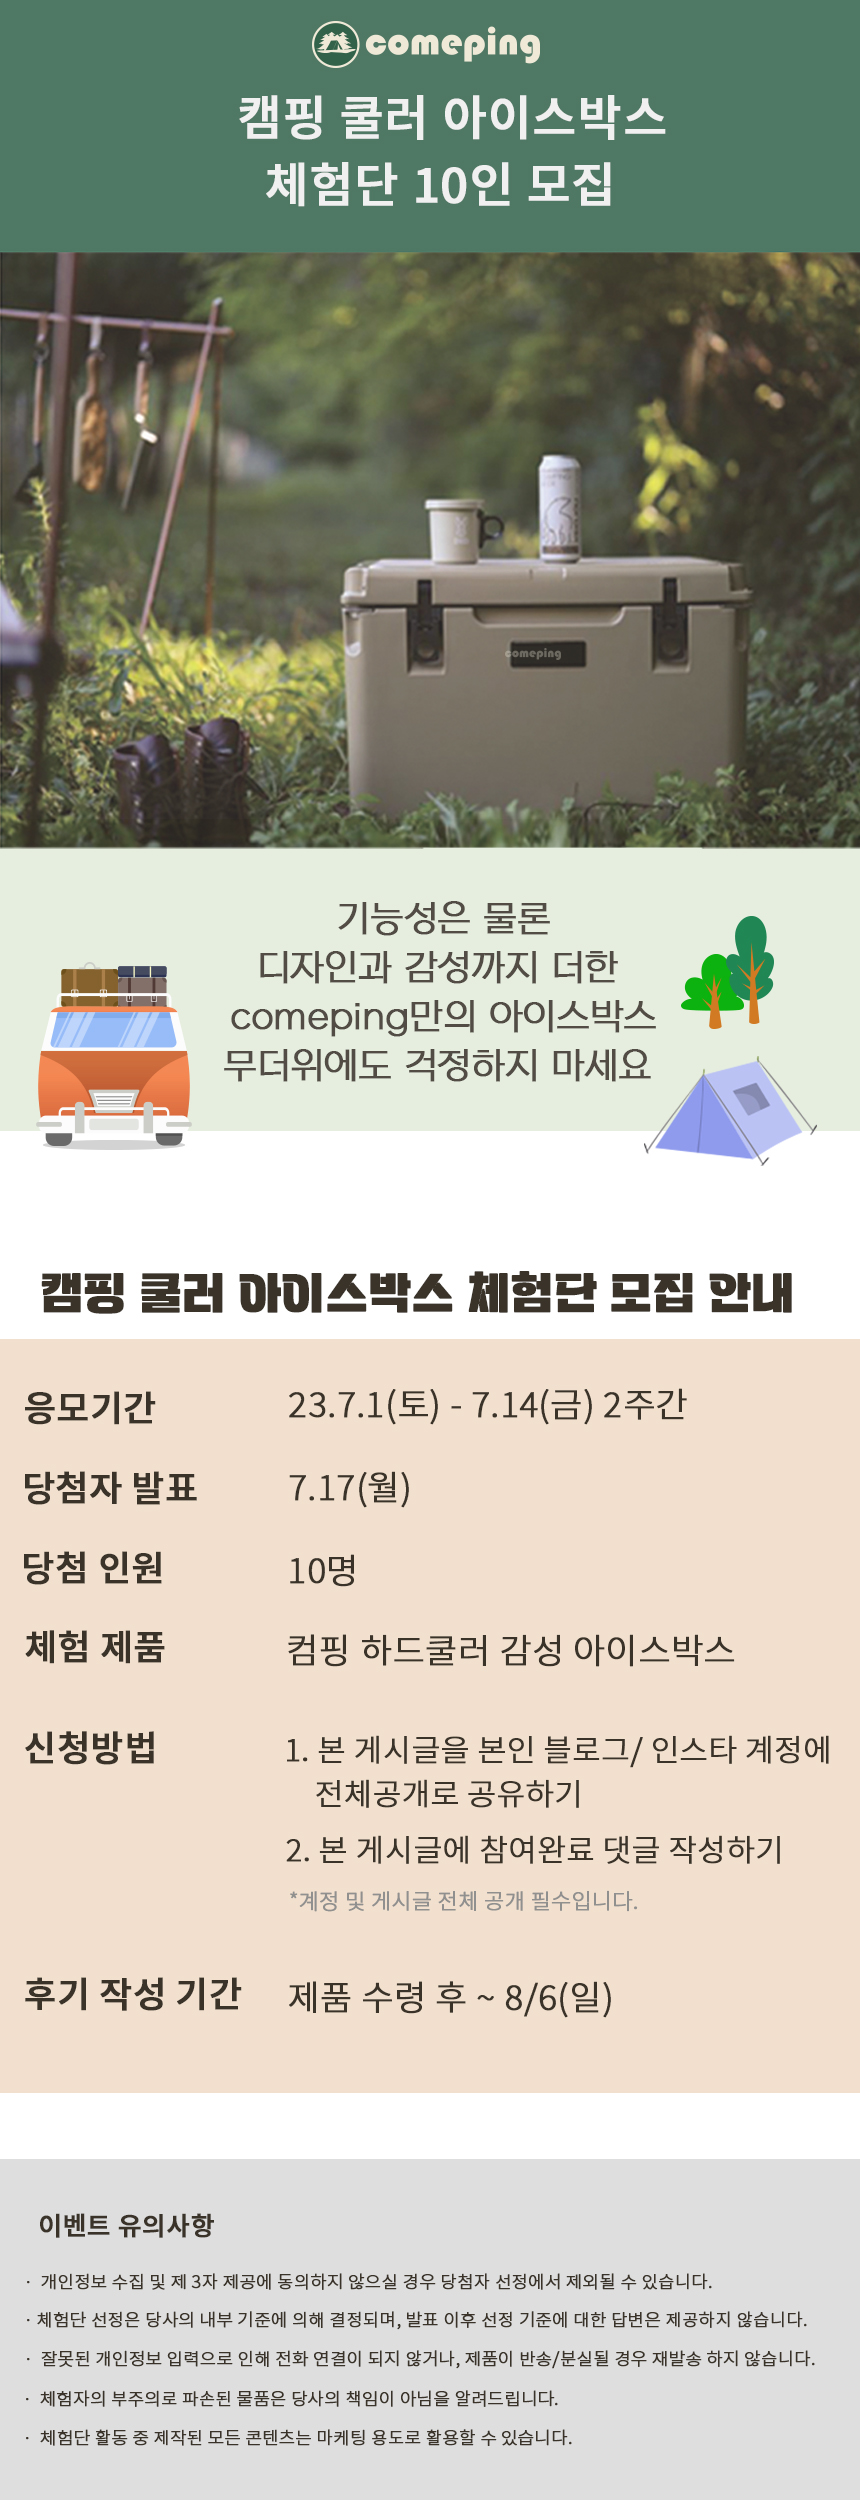 comeping
캠핑 쿨러 아이스박스
체험단 10인 모집
comeping
기능성은 물론
디자인과 감성까지 더한
comeping만의 아이스박스
무더위에도 걱정하지 마세요
캠핑 쿨러 아이스박스 체험단 모집 안내
응모기간 23.7.1(토) - 7.14(금) 2주간
당첨자 발표 7.17(월)
당첨 인원 10명
체험 제품 컴핑 하드쿨러 감성 아이스박스
신청방법 1. 본 게시글을 본인 블로그/ 인스타 계정에
전체공개로 공유하기
2. 본 게시글에 참여완료 댓글 작성하기
*계정 및 게시글 전체 공개 필수입니다.
후기 작성 기간 제품 수령 후 ~ 8/6(일)
이벤트 유의사항
· 개인정보 수집 및 제 3자 제공에 동의하지 않으실 경우 당첨자 선정에서 제외될 수 있습니다.
· 체험단 선정은 당사의 내부 기준에 의해 결정되며, 발표 이후 선정 기준에 대한 답변은 제공하지 않습니다.
· 잘못된 개인정보 입력으로 인해 전화 연결이 되지 않거나, 제품이 반송/분실될 경우 재발송 하지 않습니다.
· 체험자의 부주의로 파손된 물품은 당사의 책임이 아님을 알려드립니다.
· 체험단 활동 중 제작된 모든 콘텐츠는 마케팅 용도로 활용할 수 있습니다.